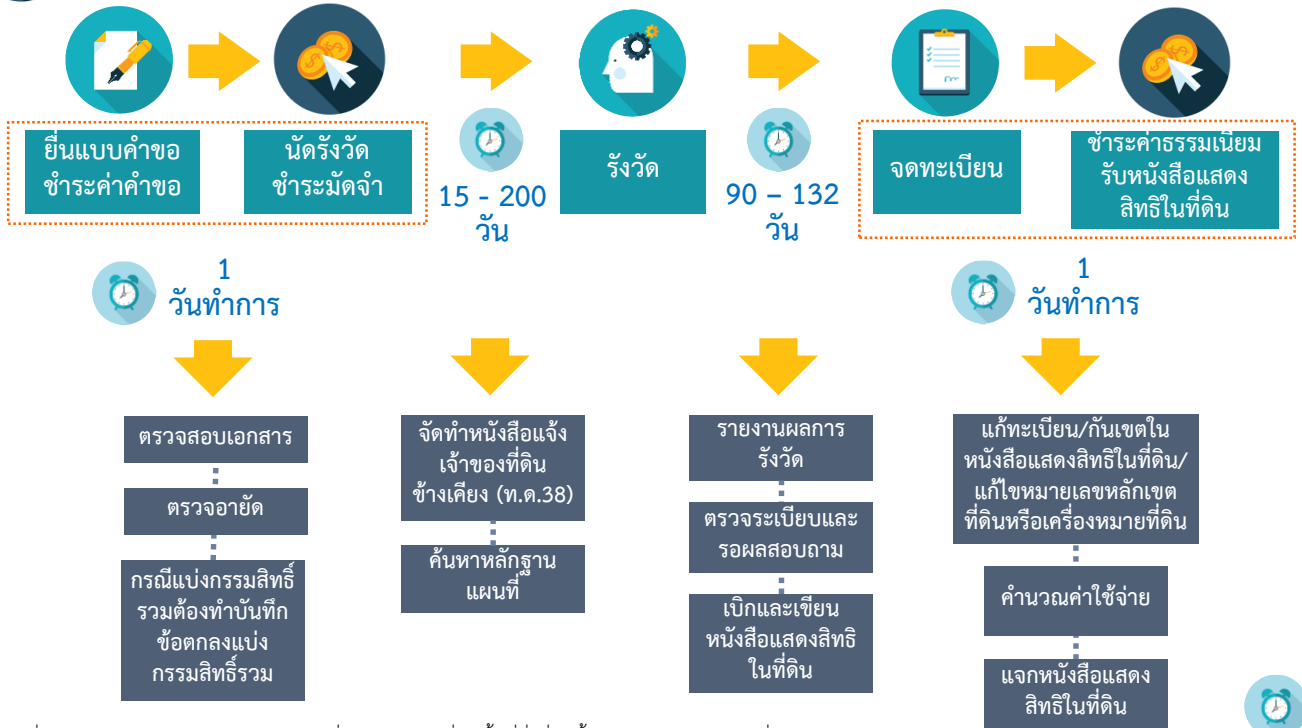 ยื่นแบบคำขอ
ชำระค่าคำขอ
นัดรังวัด
ชำระมัดจำ
15 - 200
วัน
รังวัด
90 – 132
วัน
จดทะเบียน
ชำระค่าธรรมเนียม
รับหนังสือแสดง
สิทธิในที่ดิน
1
วันทำการ
1
วันทำการ
ตรวจสอบเอกสาร
ตรวจอายัด
กรณีแบ่งกรรมสิทธิ์
รวมต้องทำบันทึก
ข้อตกลงแบ่ง
กรรมสิทธิ์รวม
จัดทำหนังสือแจ้ง
เจ้าของที่ดิน
ข้างเคียง (ท.ด.38)
ค้นหาหลักฐาน
แผนที่
รายงานผลการ
รังวัด
ตรวจระเบียบและ
รอผลสอบถาม
เบิกและเขียน
หนังสือแสดงสิทธิ
ในที่ดิน
แก้ทะเบียน/กันเขตใน
หนังสือแสดงสิทธิในที่ดิน/
แก้ไขหมายเลขหลักเขต
ที่ดินหรือเครื่องหมายที่ดิน
คำนวณค่าใช้จ่าย
แจกหนังสือแสดง
สิทธิในที่ดิน